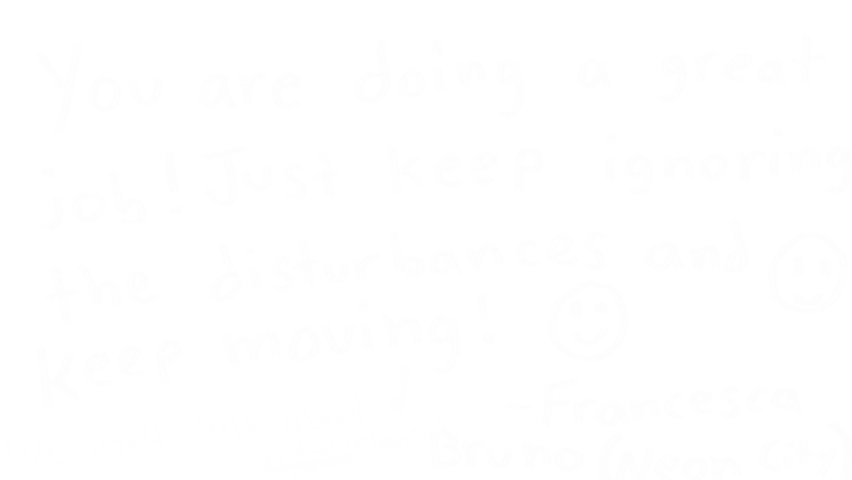 You are doing a great
job! Just keep ignoring
the disturbances and
keep moving!
-Francesca
Bruno (Neon City)